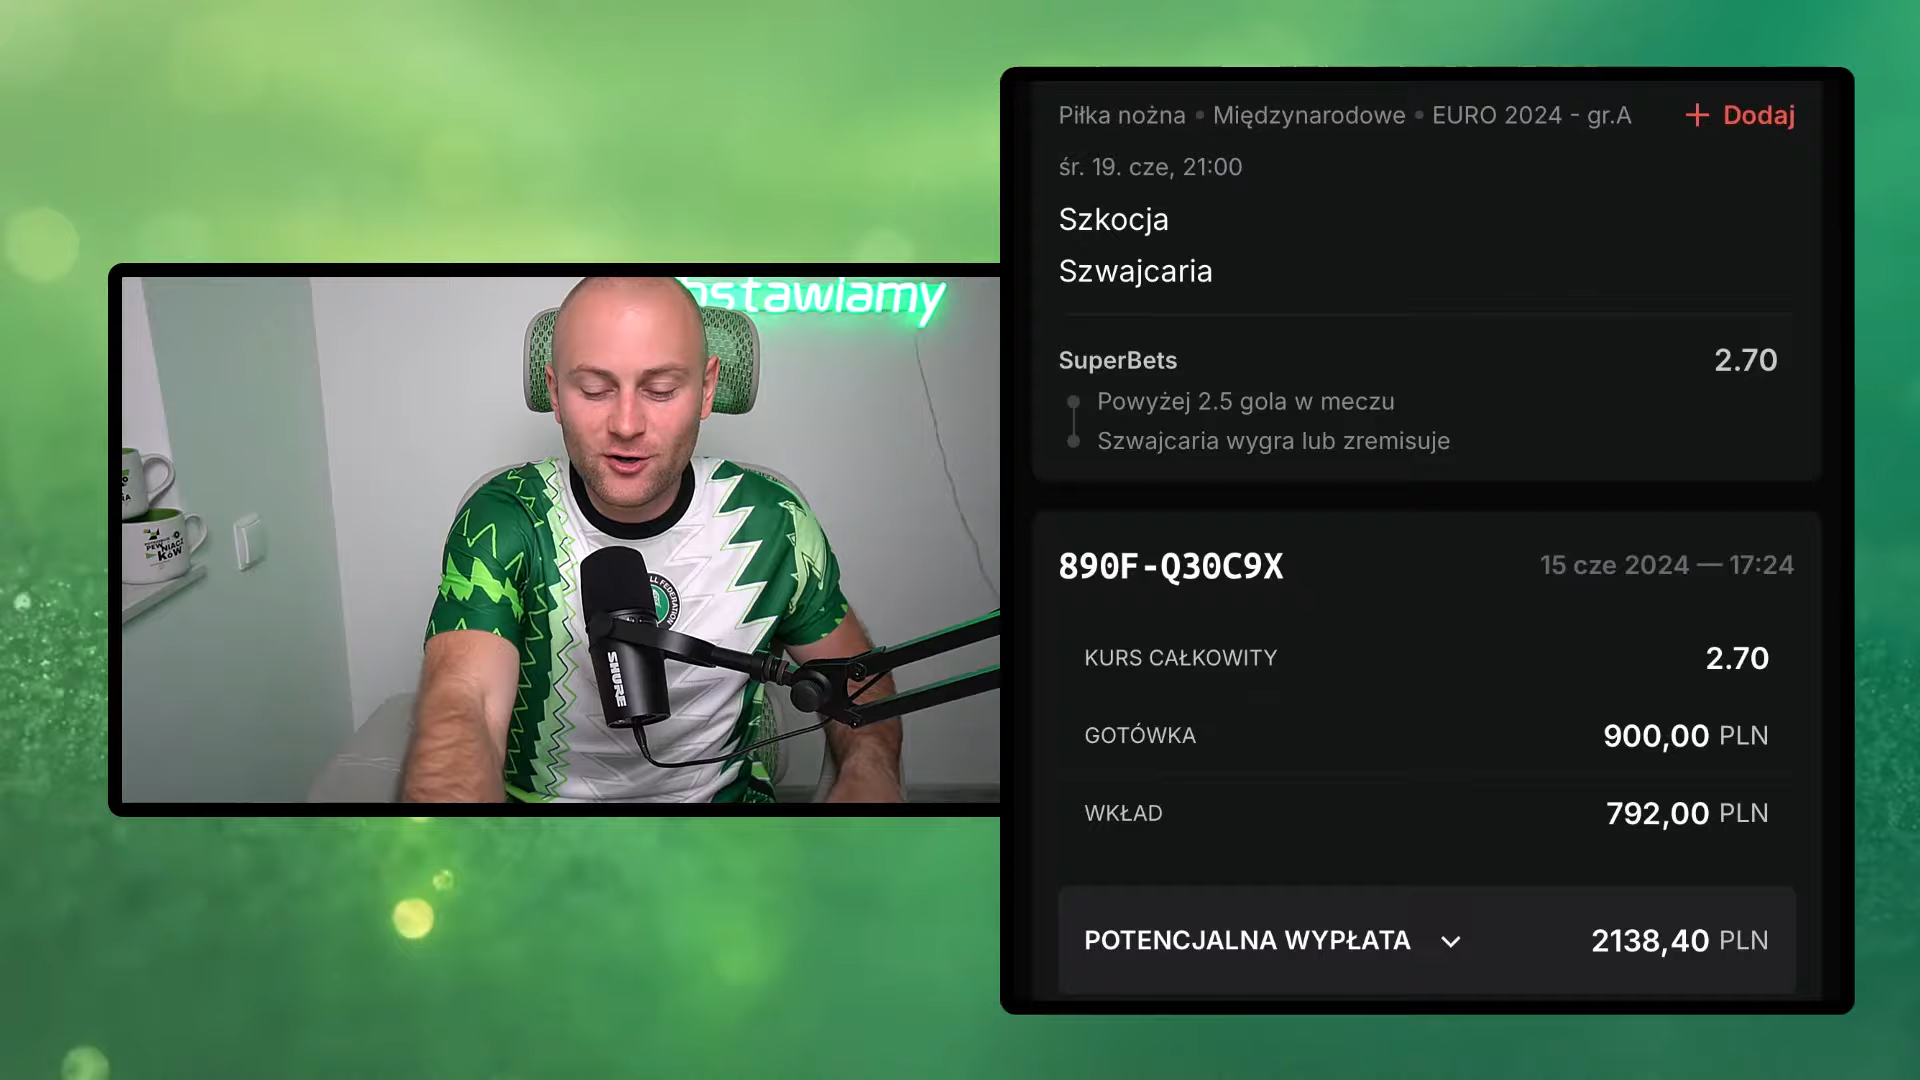 Piłka nożna • Międzynarodowe • EURO 2024 - gr.A
+ Dodaj
śr. 19. cze, 21:00
Szkocja
Szwajcaria
SuperBets 2.70
Powyżej 2.5 gola w meczu
Szwajcaria wygra lub zremisuje
890F-Q30C9X 15 cze 2024 — 17:24
KURS CAŁKOWITY 2.70
GOTÓWKA 900,00 PLN
WKŁAD 792,00 PLN
POTENCJALNA WYPŁATA 2138,40 PLN
stawiamy
SHURE